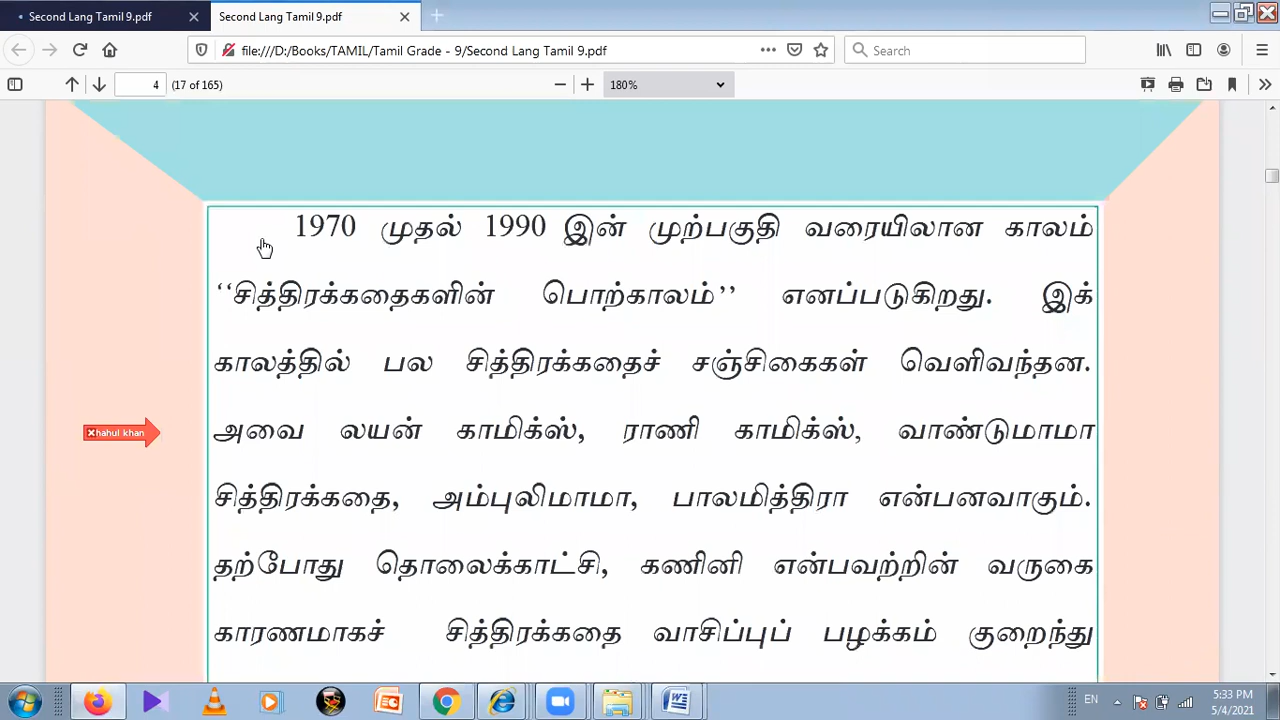 Second Lang Tamil 9.pdf
Second Lang Tamil 9.pdf
file:///D:/Books/TAMIL/Tamil Grade - 9/Second Lang Tamil 9.pdf
Search
4 (17 of 165)
180%
1970 முதல் 1990 இன் முற்பகுதி வரையிலான காலம்
‘‘சித்திரக்கதைகளின் பொற்காலம்’’ எனப்படுகிறது. இக்
காலத்தில் பல சித்திரக்கதைச் சஞ்சிகைகள் வெளிவந்தன.
hahul khan
அவை லயன் காமிக்ஸ், ராணி காமிக்ஸ், வாண்டுமாமா
சித்திரக்கதை, அம்புலிமாமா, பாலமித்திரா என்பனவாகும்.
தற்போது தொலைக்காட்சி, கணினி என்பவற்றின் வருகை
காரணமாகச் சித்திரக்கதை வாசிப்புப் பழக்கம் குறைந்து
EN
5:33 PM
5/4/2021